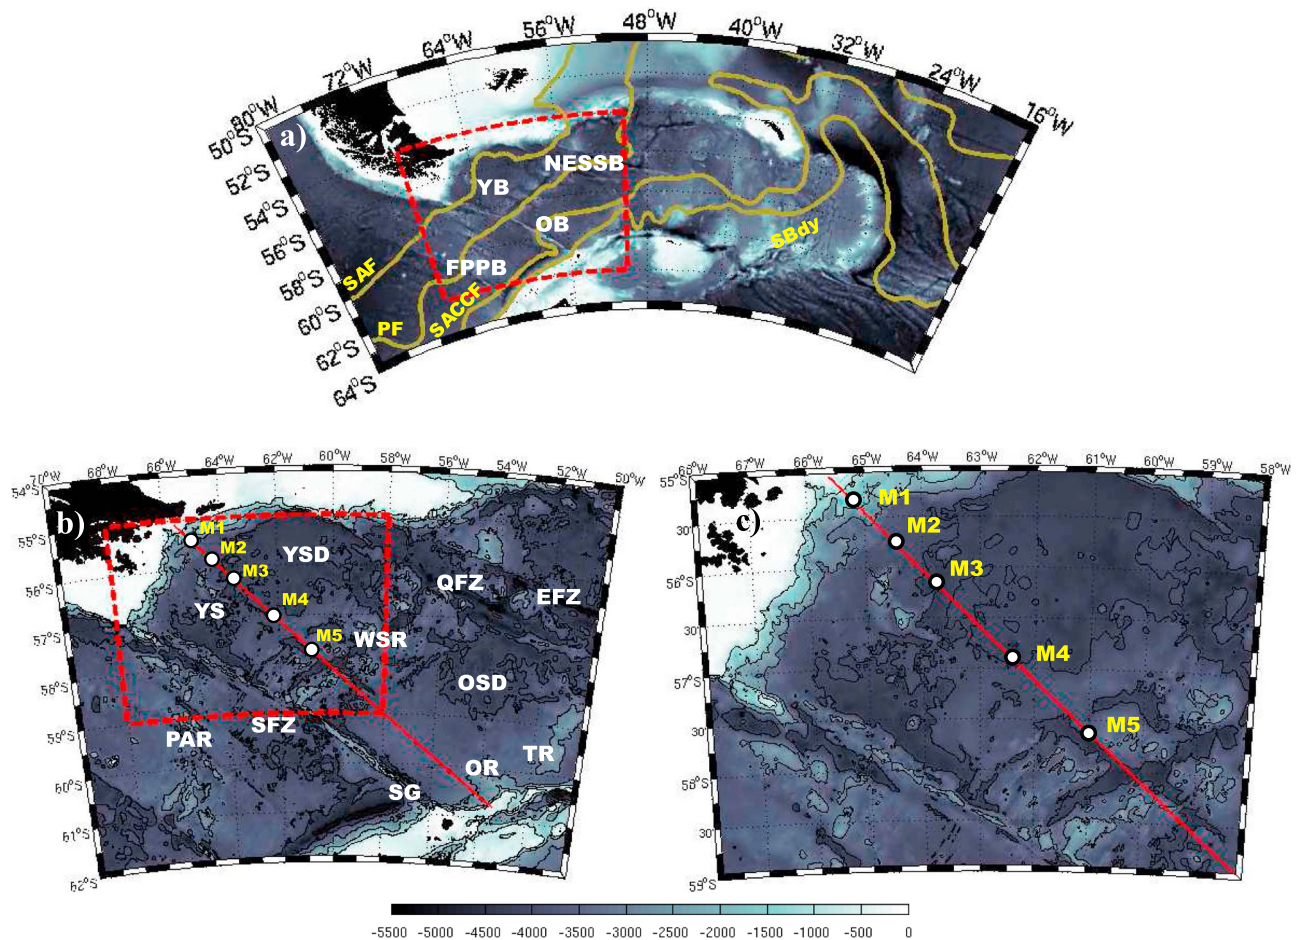 80°W 72°W 64°W 56°W 48°W 40°W 32°W 24°W 16°W
50°S
52°S
54°S
56°S
58°S
60°S
62°S
64°S
a)
NESSB
YB
OB
FPPB
SAF
PF
SACCF
SBdy
70°W 68°W 66°W 64°W 62°W 60°W 58°W 56°W 54°W 52°W 50°W
54°S
55°S
57°S
58°S
59°S
60°S
61°S
62°S
b)
M1
M2
M3
M4
M5
YSD
YS
WSR
QFZ
EFZ
OSD
SFZ
PAR
TR
OR
SG
68°W 67°W 66°W 65°W 64°W 63°W 62°W 61°W 60°W 59°W 58°W
55°S
30'
56°S
30'
57°S
30'
58°S
30'
59°S
c)
M1
M2
M3
M4
M5
-5500 -5000 -4500 -4000 -3500 -3000 -2500 -2000 -1500 -1000 -500 0